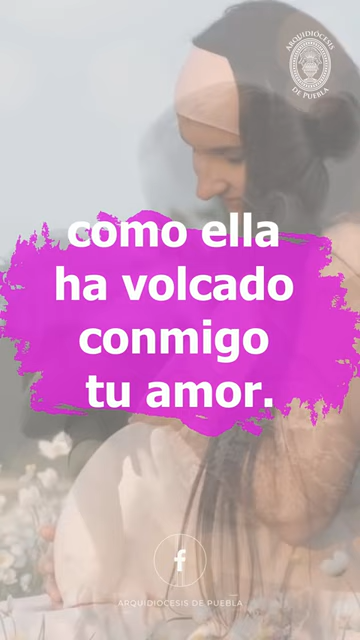 ARQUIDIÓCESIS
DE PUEBLA
como ella
ha volcado
conmigo
tu amor.
f
ARQUIDIÓCESIS DE PUEBLA